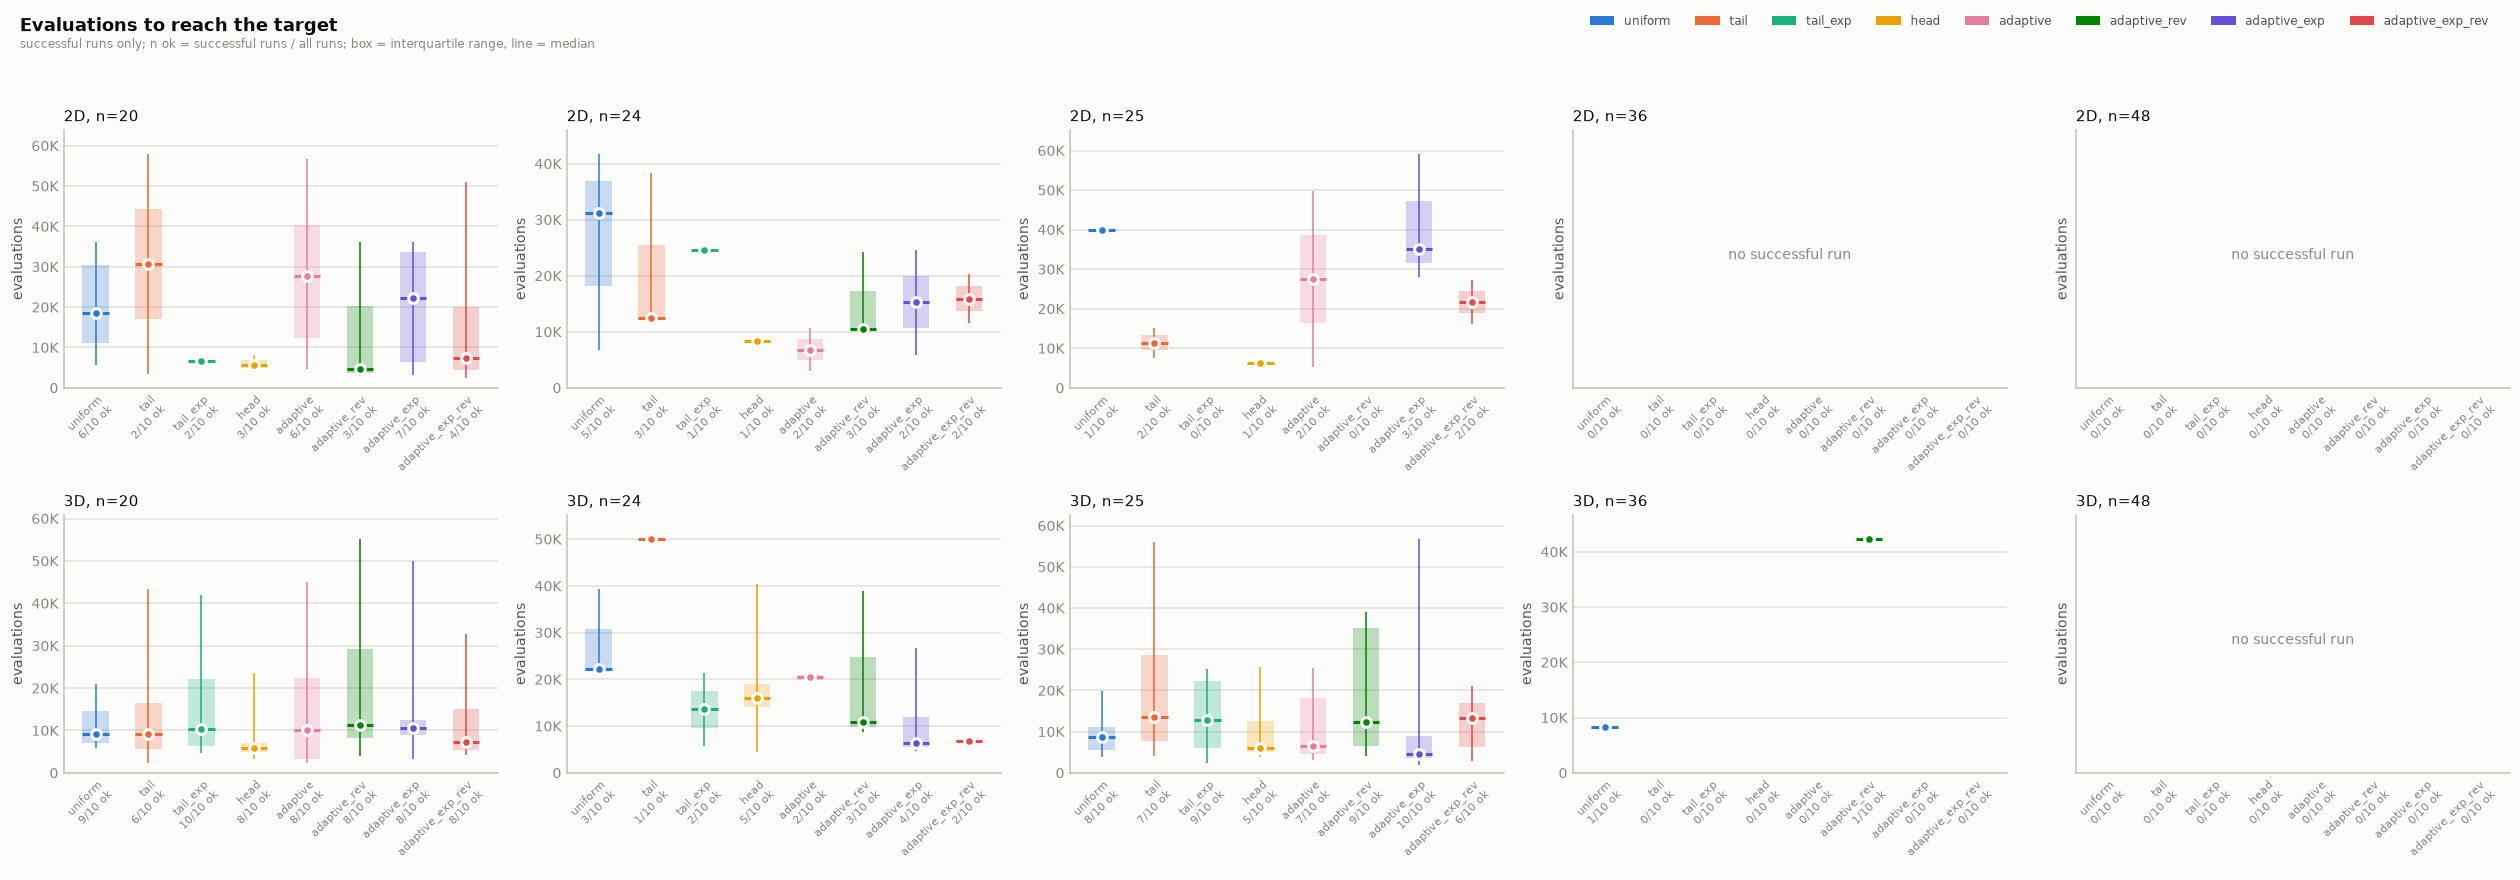 Evaluations to reach the target
successful runs only; n ok = successful runs / all runs; box = interquartile range, line = median
uniform tail tail_exp head adaptive adaptive_rev adaptive_exp adaptive_exp_rev
2D, n=20
evaluations
60K
50K
40K
30K
20K
10K
0
uniform
6/10 ok
tail
2/10 ok
tail_exp
2/10 ok
head
3/10 ok
adaptive
6/10 ok
adaptive_rev
3/10 ok
adaptive_exp
7/10 ok
adaptive_exp_rev
4/10 ok
2D, n=24
evaluations
40K
30K
20K
10K
0
uniform
5/10 ok
tail
3/10 ok
tail_exp
1/10 ok
head
1/10 ok
adaptive
2/10 ok
adaptive_rev
3/10 ok
adaptive_exp
2/10 ok
adaptive_exp_rev
2/10 ok
2D, n=25
evaluations
60K
50K
40K
30K
20K
10K
0
uniform
1/10 ok
tail
2/10 ok
tail_exp
0/10 ok
head
1/10 ok
adaptive
2/10 ok
adaptive_rev
0/10 ok
adaptive_exp
3/10 ok
adaptive_exp_rev
2/10 ok
2D, n=36
evaluations
no successful run
uniform
0/10 ok
tail
0/10 ok
tail_exp
0/10 ok
head
0/10 ok
adaptive
0/10 ok
adaptive_rev
0/10 ok
adaptive_exp
0/10 ok
adaptive_exp_rev
0/10 ok
2D, n=48
evaluations
no successful run
uniform
0/10 ok
tail
0/10 ok
tail_exp
0/10 ok
head
0/10 ok
adaptive
0/10 ok
adaptive_rev
0/10 ok
adaptive_exp
0/10 ok
adaptive_exp_rev
0/10 ok
3D, n=20
evaluations
60K
50K
40K
30K
20K
10K
0
uniform
9/10 ok
tail
6/10 ok
tail_exp
10/10 ok
head
8/10 ok
adaptive
8/10 ok
adaptive_rev
8/10 ok
adaptive_exp
8/10 ok
adaptive_exp_rev
8/10 ok
3D, n=24
evaluations
50K
40K
30K
20K
10K
0
uniform
3/10 ok
tail
1/10 ok
tail_exp
2/10 ok
head
5/10 ok
adaptive
2/10 ok
adaptive_rev
3/10 ok
adaptive_exp
4/10 ok
adaptive_exp_rev
2/10 ok
3D, n=25
evaluations
60K
50K
40K
30K
20K
10K
0
uniform
8/10 ok
tail
7/10 ok
tail_exp
9/10 ok
head
5/10 ok
adaptive
7/10 ok
adaptive_rev
9/10 ok
adaptive_exp
10/10 ok
adaptive_exp_rev
6/10 ok
3D, n=36
evaluations
40K
30K
20K
10K
0
uniform
1/10 ok
tail
0/10 ok
tail_exp
0/10 ok
head
0/10 ok
adaptive
0/10 ok
adaptive_rev
1/10 ok
adaptive_exp
0/10 ok
adaptive_exp_rev
0/10 ok
3D, n=48
evaluations
no successful run
uniform
0/10 ok
tail
0/10 ok
tail_exp
0/10 ok
head
0/10 ok
adaptive
0/10 ok
adaptive_rev
0/10 ok
adaptive_exp
0/10 ok
adaptive_exp_rev
0/10 ok